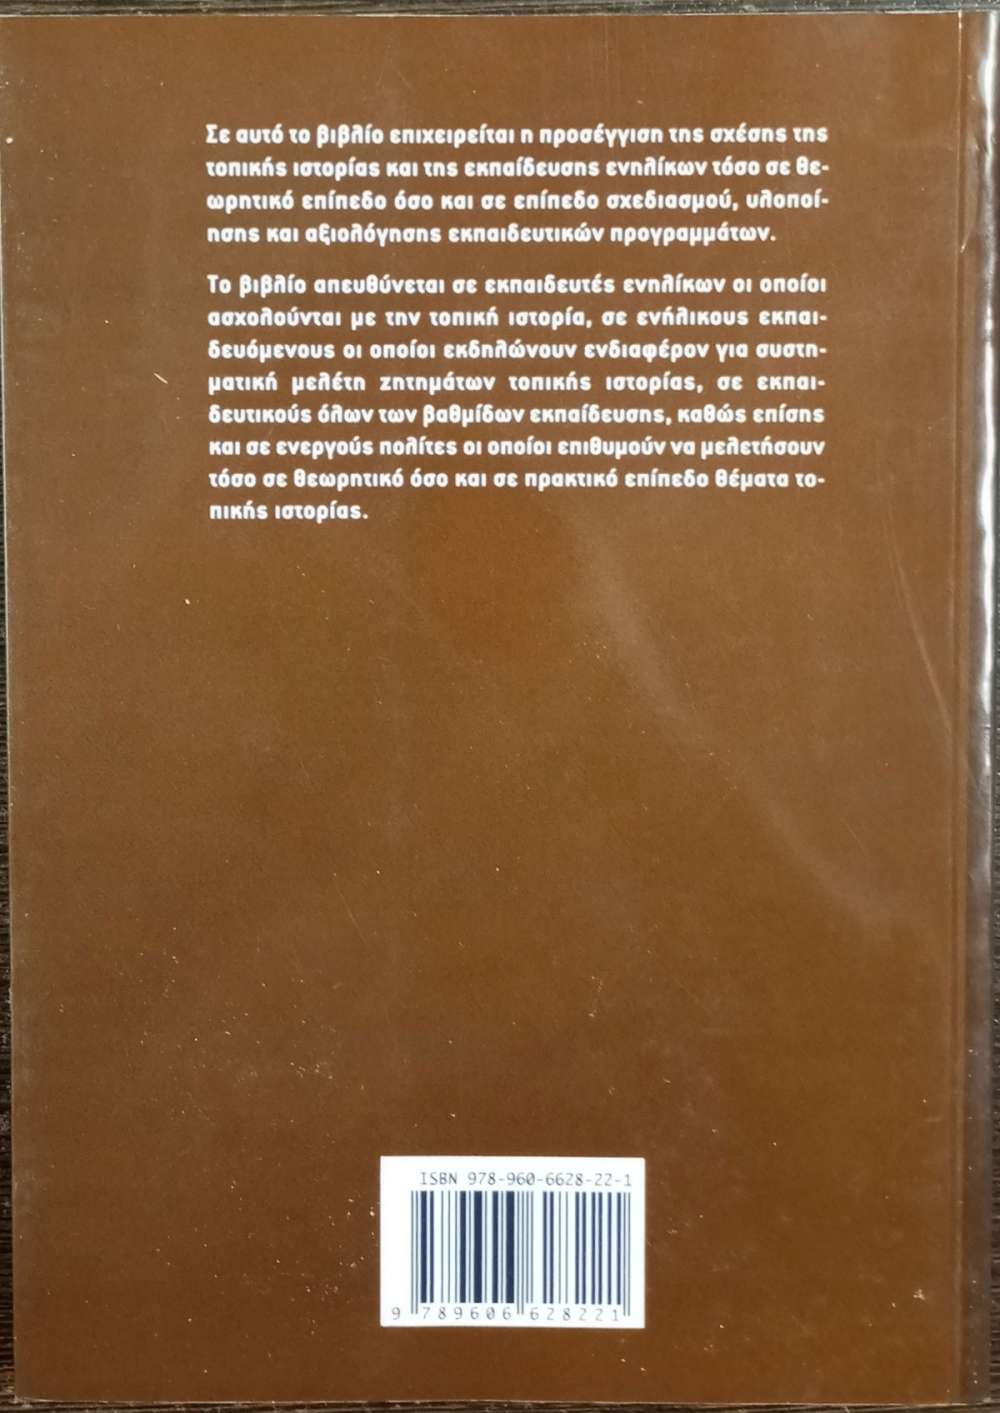 Σε αυτό το βιβλίο επιχειρείται η προσέγγιση της σχέσης της
τοπικής ιστορίας και της εκπαίδευσης ενηλίκων τόσο σε θε-
ωρητικό επίπεδο όσο και σε επίπεδο σχεδιασμού, υλοποί-
ησης και αξιολόγησης εκπαιδευτικών προγραμμάτων.
Το βιβλίο απευθύνεται σε εκπαιδευτές ενηλίκων οι οποίοι
ασχολούνται με την τοπική ιστορία, σε ενήλικους εκπαι-
δευόμενους οι οποίοι εκδηλώνουν ενδιαφέρον για συστη-
ματική μελέτη ζητημάτων τοπικής ιστορίας, σε εκπαι-
δευτικούς όλων των βαθμίδων εκπαίδευσης, καθώς επίσης
και σε ενεργούς πολίτες οι οποίοι επιθυμούν να μελετήσουν
τόσο σε θεωρητικό όσο και σε πρακτικό επίπεδο θέματα το-
πικής ιστορίας.
ISBN 978-960-6628-22-1
9 789606 628221